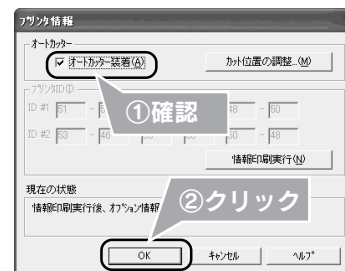 プリンタ情報
オートカッター
オートカッター装着(A)
カット位置の調整...(M)
プリンタID(I)
①確認
ID #1 51 - 48 - 50
ID #2 53 - 50 - 48
情報印刷実行(N)
現在の状態
情報印刷実行後、オプション情報
②クリック
OK キャンセル ヘルプ